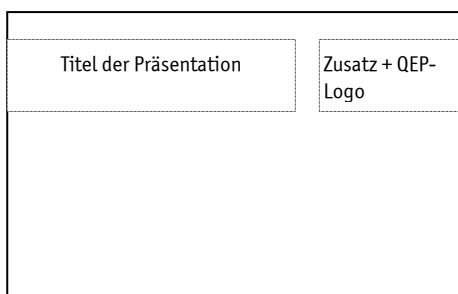 Titel der Präsentation
Zusatz + QEP-
Logo